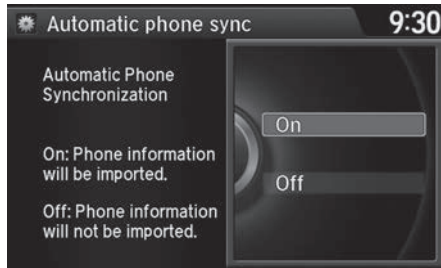 Automatic phone sync
9:30
Automatic Phone
Synchronization
On: Phone information
will be imported.
Off: Phone information
will not be imported.
On
Off